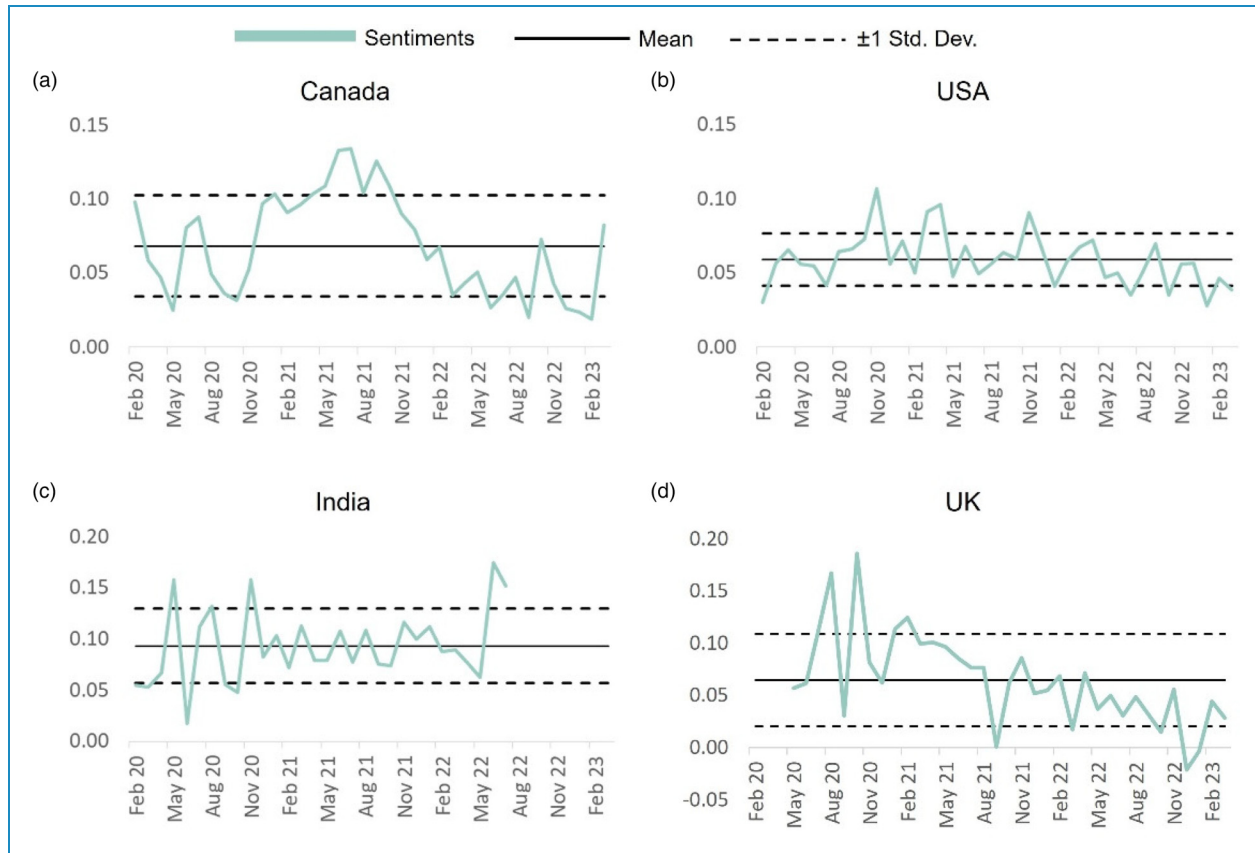 Sentiments Mean ±1 Std. Dev.
(a)
Canada
0.15
0.10
0.05
0.00
Feb 20
May 20
Aug 20
Nov 20
Feb 21
May 21
Aug 21
Nov 21
Feb 22
May 22
Aug 22
Nov 22
Feb 23
(b)
USA
0.15
0.10
0.05
0.00
Feb 20
May 20
Aug 20
Nov 20
Feb 21
May 21
Aug 21
Nov 21
Feb 22
May 22
Aug 22
Nov 22
Feb 23
(c)
India
0.20
0.15
0.10
0.05
0.00
Feb 20
May 20
Aug 20
Nov 20
Feb 21
May 21
Aug 21
Nov 21
Feb 22
May 22
Aug 22
Nov 22
Feb 23
(d)
UK
0.20
0.15
0.10
0.05
0.00
-0.05
Feb 20
May 20
Aug 20
Nov 20
Feb 21
May 21
Aug 21
Nov 21
Feb 22
May 22
Aug 22
Nov 22
Feb 23